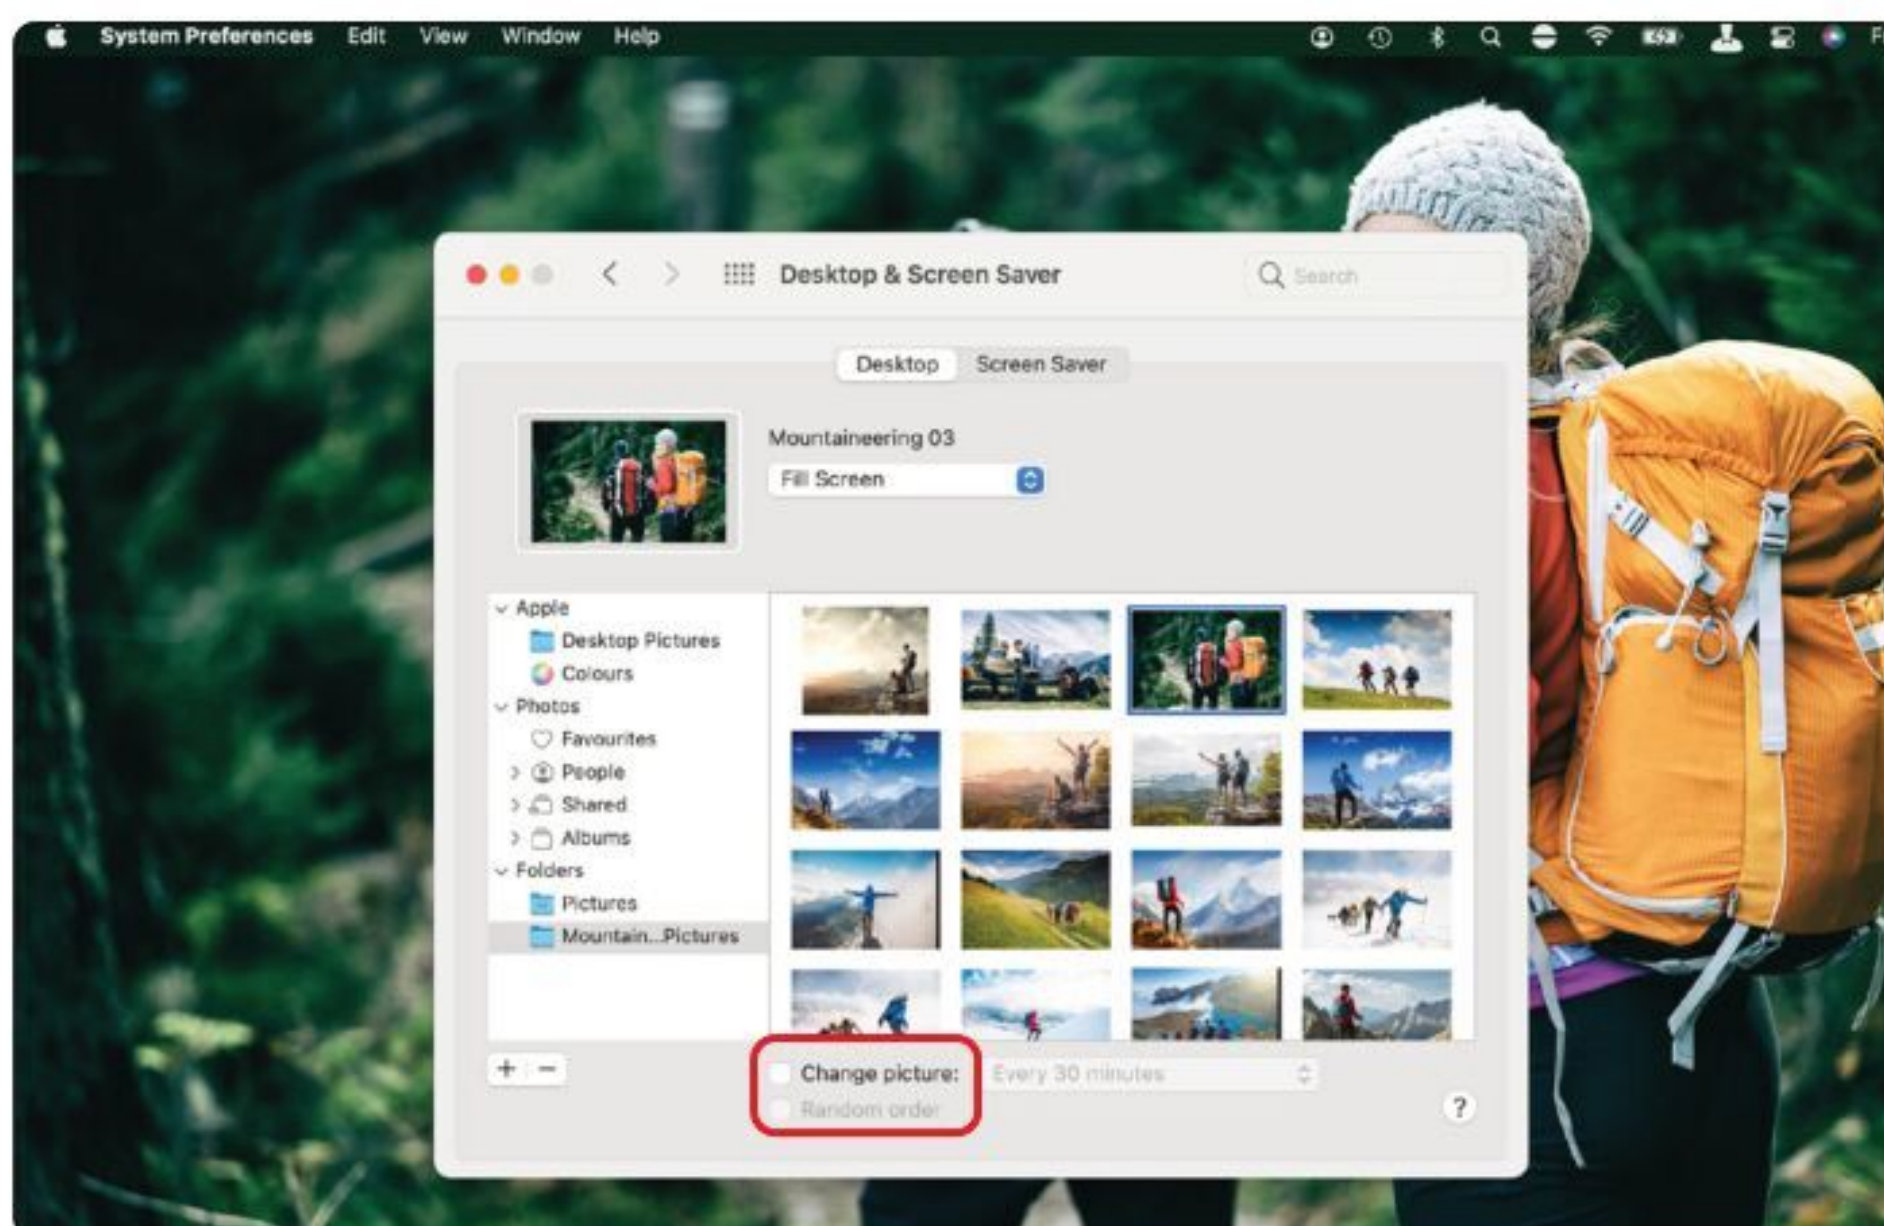 System Preferences Edit View Window Help
Desktop & Screen Saver
Search
Desktop Screen Saver
Mountaineering 03
Fill Screen
Apple
Desktop Pictures
Colours
Photos
Favourites
People
Shared
Albums
Folders
Pictures
Mountain...Pictures
+ −
Change picture: Every 30 minutes
Random order
?